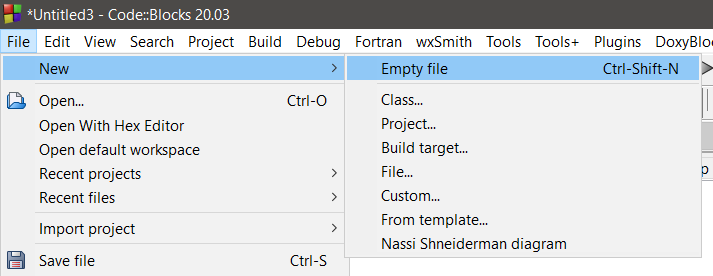 *Untitled3 - Code::Blocks 20.03
File Edit View Search Project Build Debug Fortran wxSmith Tools Tools+ Plugins DoxyBlo
New
Empty file Ctrl-Shift-N
Open... Ctrl-O
Open With Hex Editor
Open default workspace
Recent projects
Recent files
Import project
Save file Ctrl-S
Class...
Project...
Build target...
File...
Custom...
From template...
Nassi Shneiderman diagram